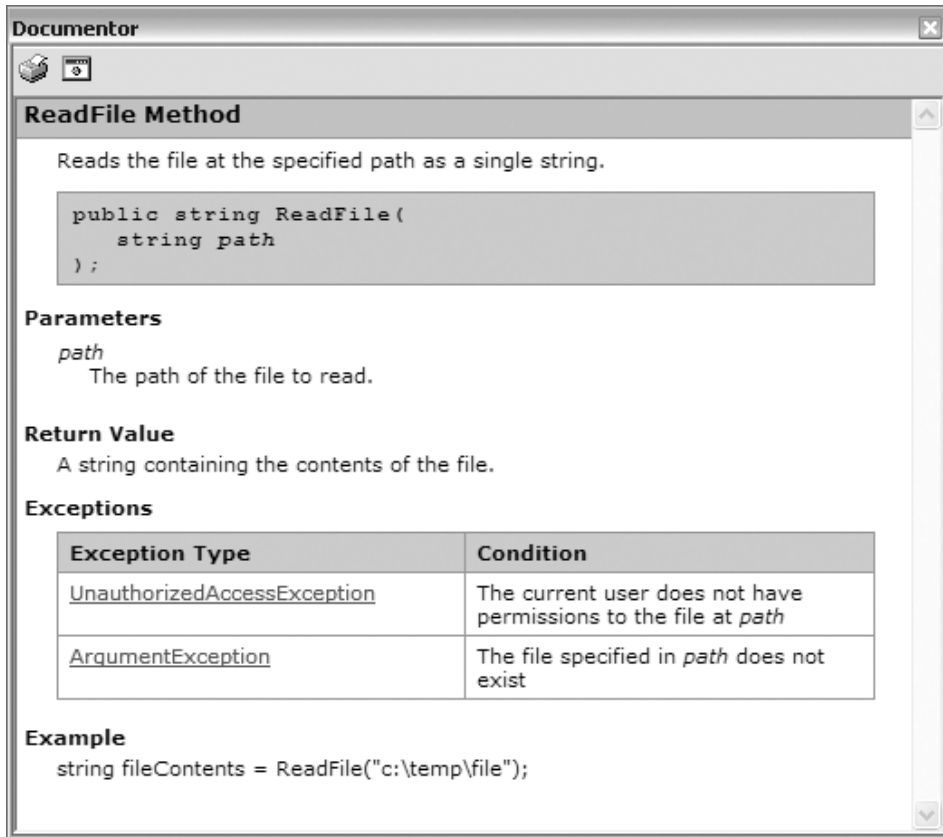 Documentor
ReadFile Method
Reads the file at the specified path as a single string.
public string ReadFile(
string path
);
Parameters
path
The path of the file to read.
Return Value
A string containing the contents of the file.
Exceptions
Exception Type Condition
UnauthorizedAccessException The current user does not have
permissions to the file at path
ArgumentException The file specified in path does not
exist
Example
string fileContents = ReadFile("c:\temp\file");